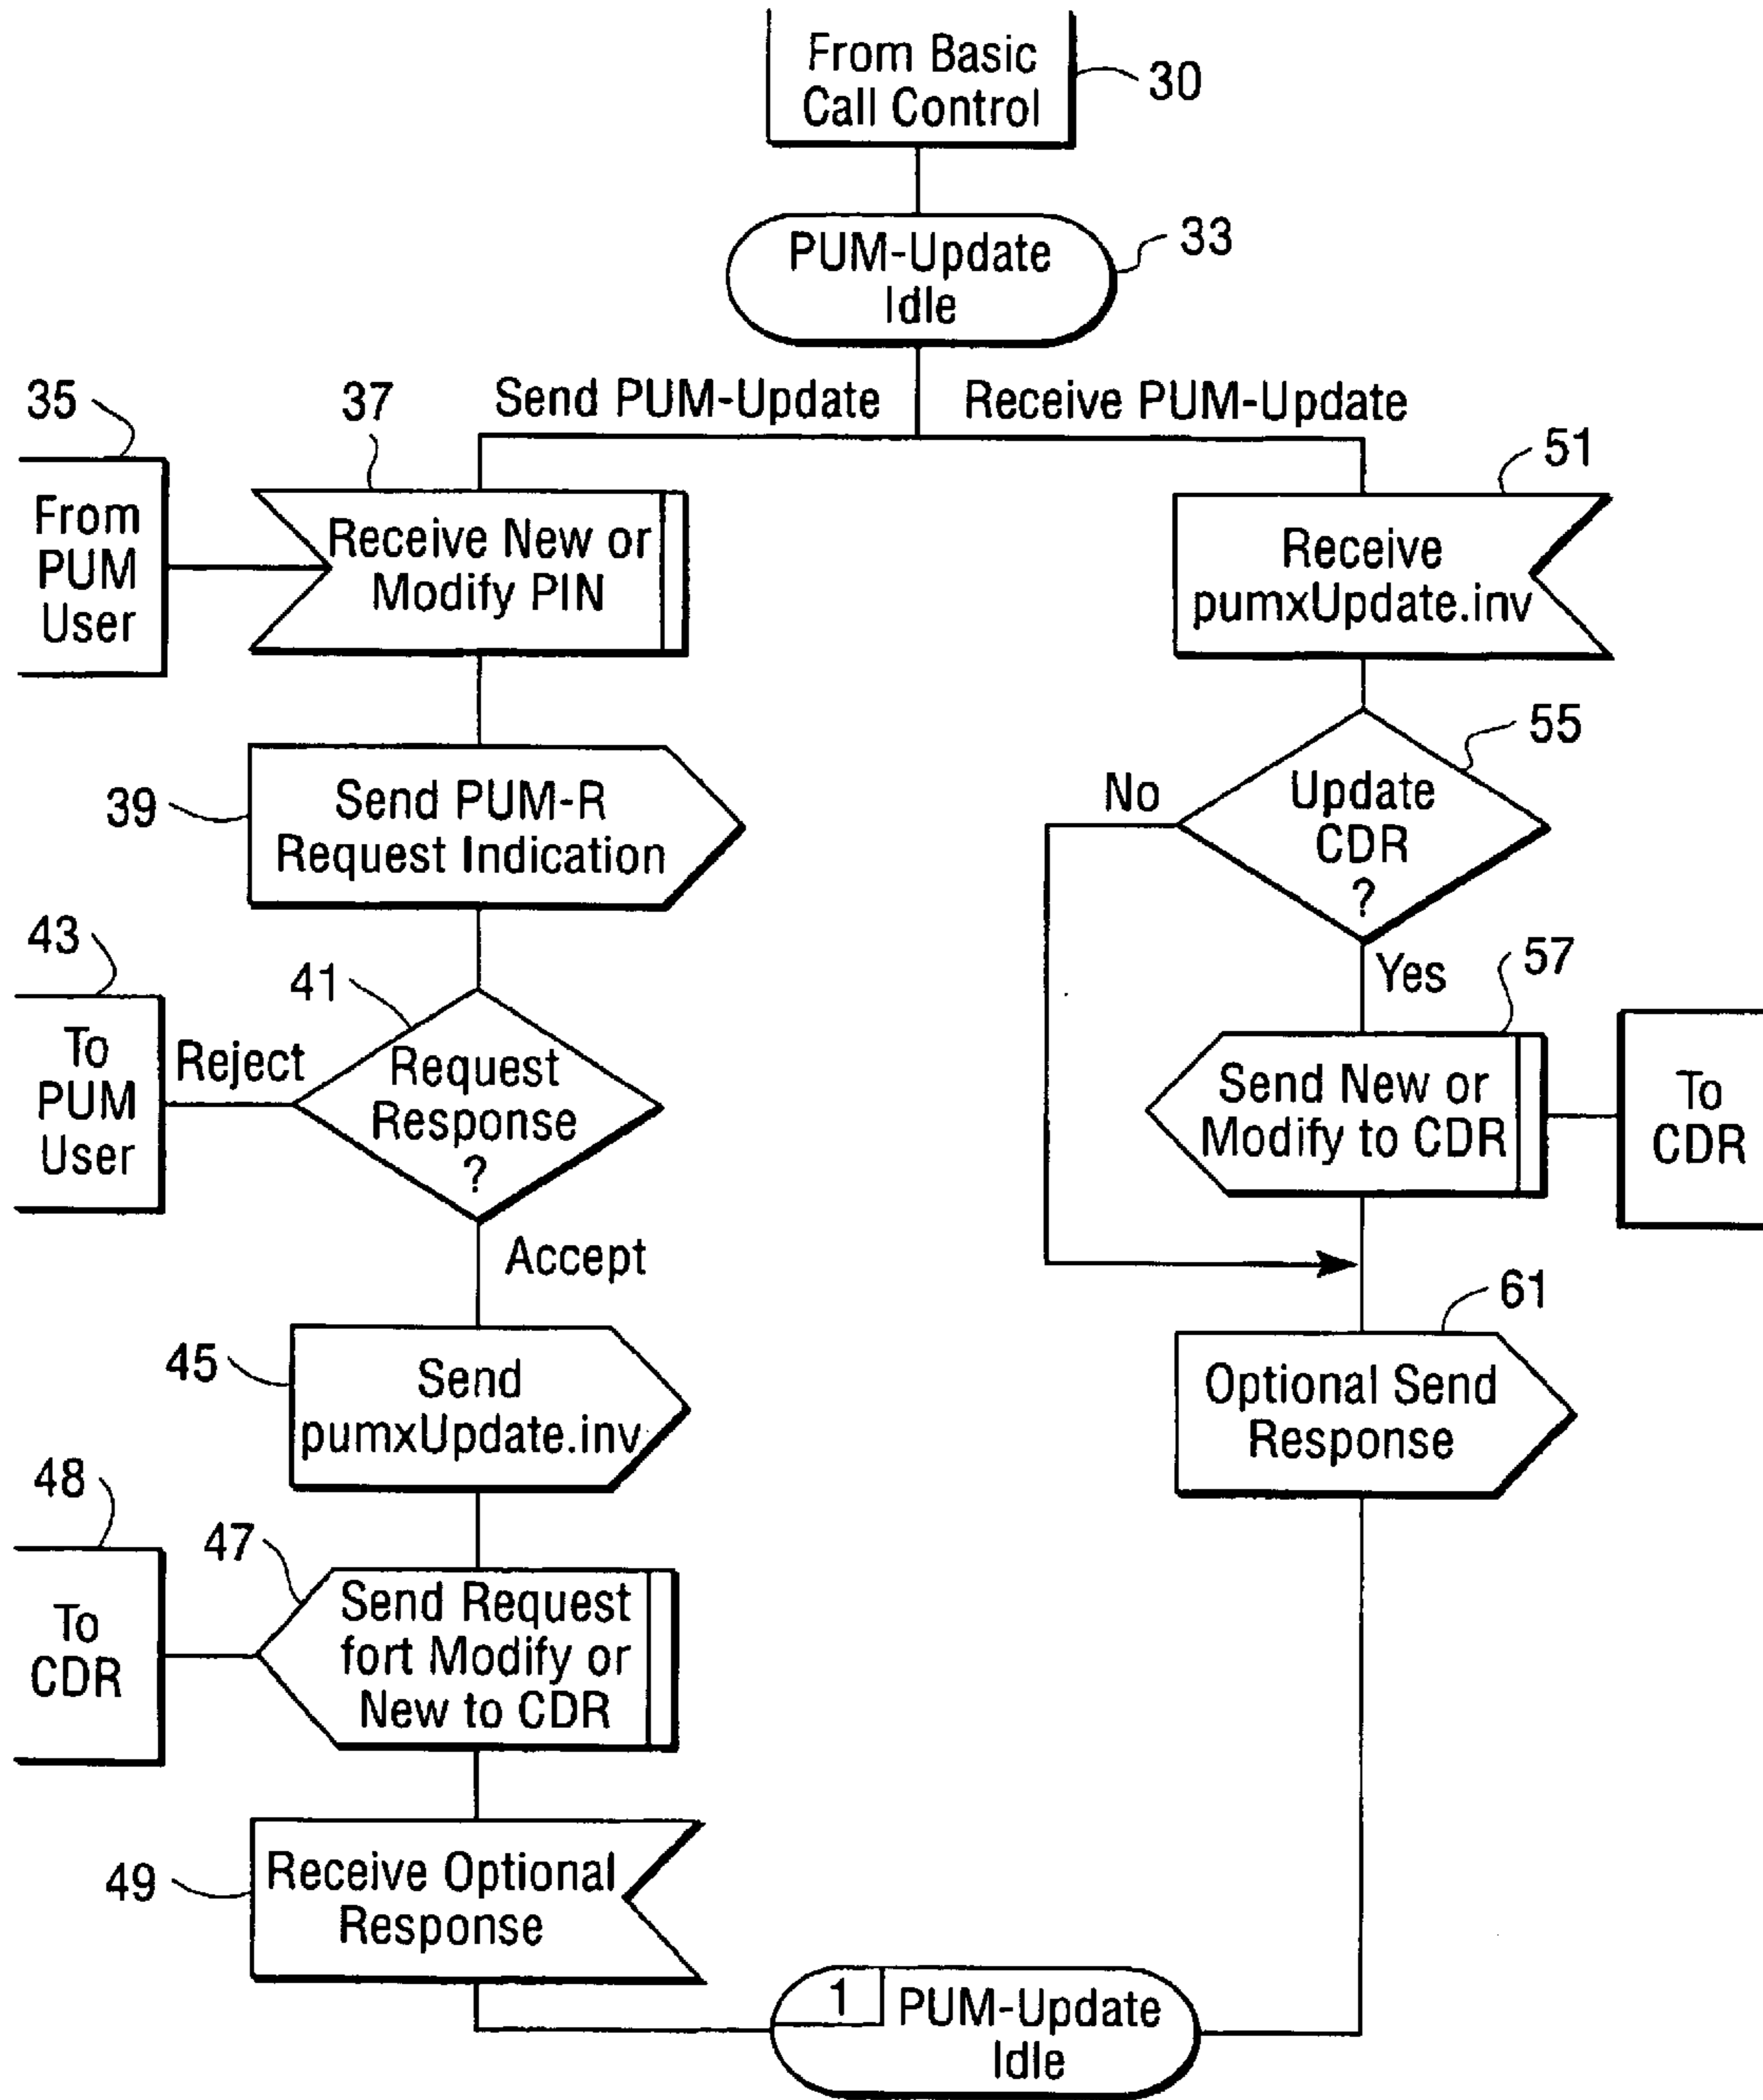 From Basic
Call Control
30
PUM-Update
Idle
33
Send PUM-Update
Receive PUM-Update
35
From
PUM
User
37
Receive New or
Modify PIN
39
Send PUM-R
Request Indication
41
Request
Response
?
Reject
43
To
PUM
User
Accept
45
Send
pumxUpdate.inv
47
Send Request
fort Modify or
New to CDR
48
To
CDR
49
Receive Optional
Response
51
Receive
pumxUpdate.inv
55
Update
CDR
?
No
Yes
57
Send New or
Modify to CDR
To
CDR
61
Optional Send
Response
1
PUM-Update
Idle